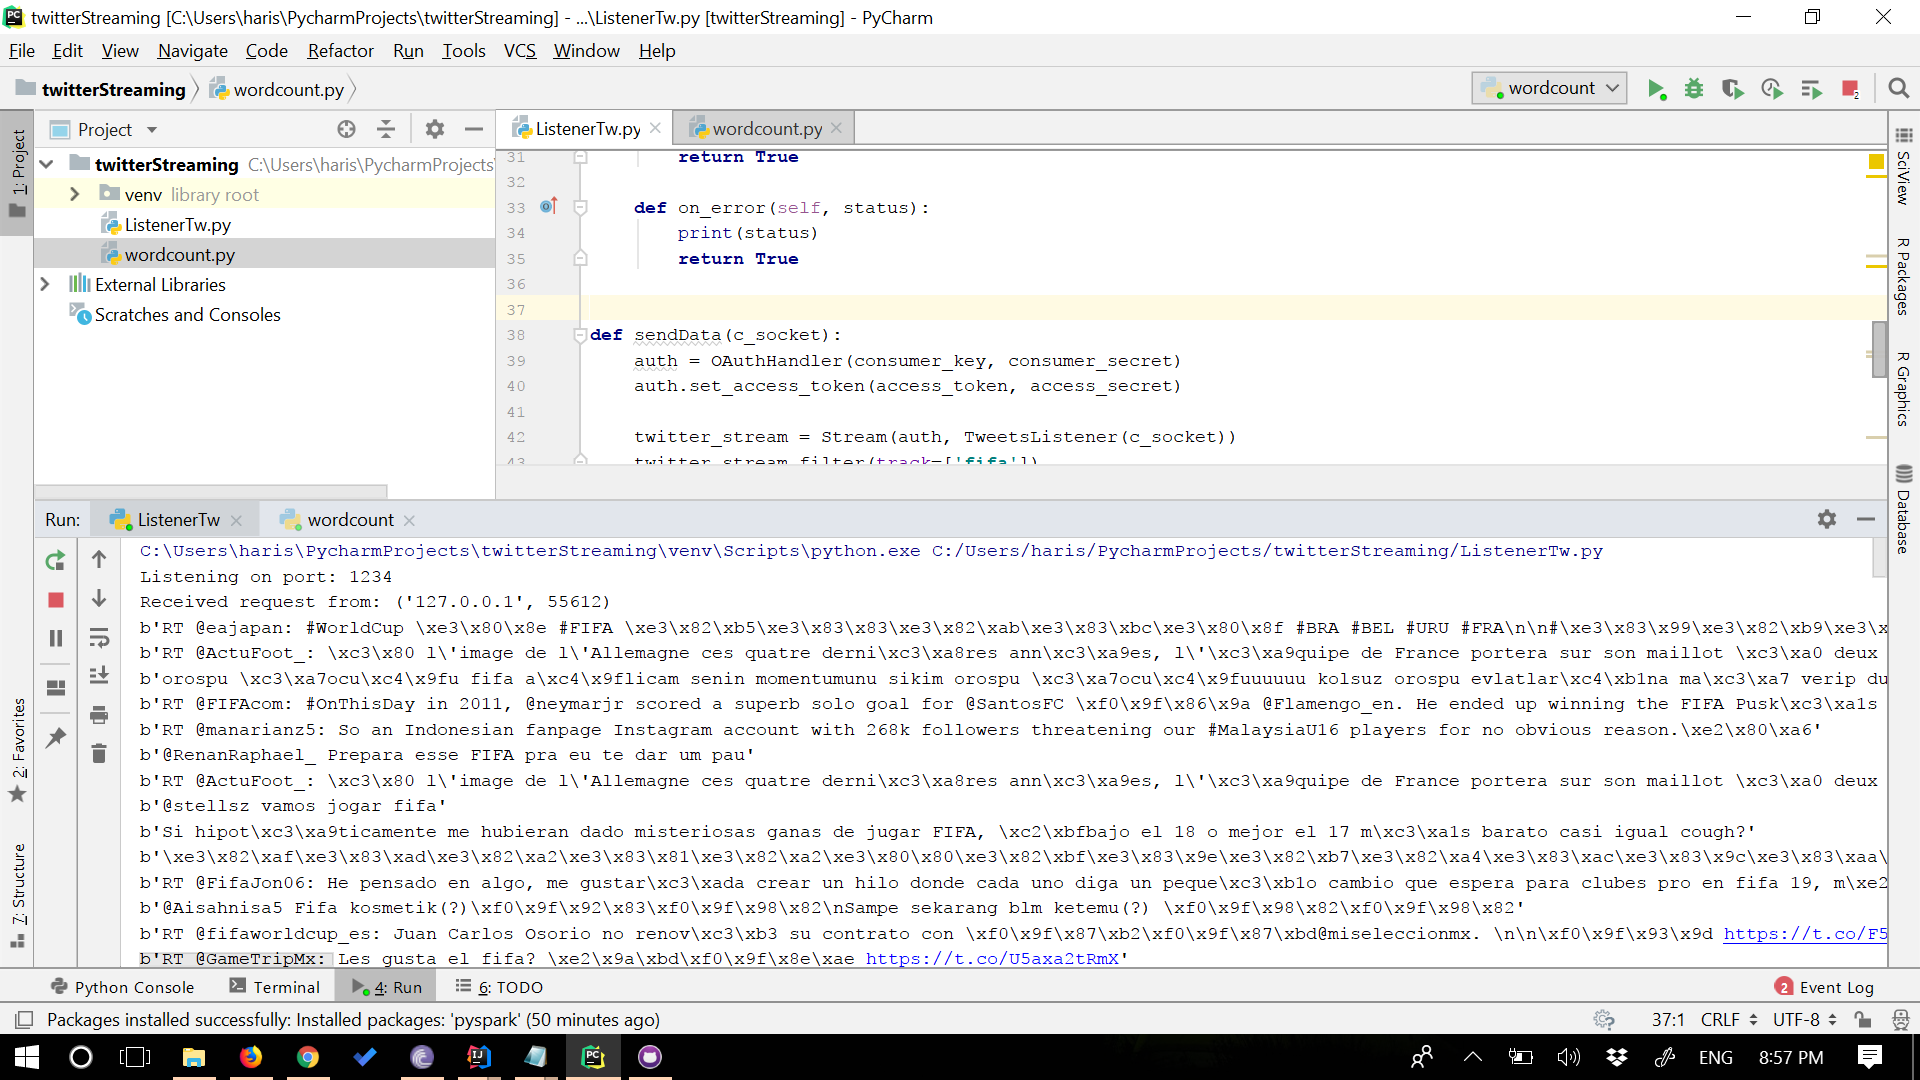 twitterStreaming [C:\Users\haris\PycharmProjects\twitterStreaming] - ...\ListenerTw.py [twitterStreaming] - PyCharm
File Edit View Navigate Code Refactor Run Tools VCS Window Help
twitterStreaming wordcount.py wordcount 2
Project ListenerTw.py wordcount.py
1: Project
twitterStreaming C:\Users\haris\PycharmProjects\
venv library root
ListenerTw.py
wordcount.py
External Libraries
Scratches and Consoles
31 return True
32
33 def on_error(self, status):
34 print(status)
35 return True
36
37
38 def sendData(c_socket):
39 auth = OAuthHandler(consumer_key, consumer_secret)
40 auth.set_access_token(access_token, access_secret)
41
42 twitter_stream = Stream(auth, TweetsListener(c_socket))
43 twitter_stream.filter(track=['fifa'])
SciView
R Packages
R Graphics
Database
Run: ListenerTw wordcount
C:\Users\haris\PycharmProjects\twitterStreaming\venv\Scripts\python.exe C:/Users/haris/PycharmProjects/twitterStreaming/ListenerTw.py
Listening on port: 1234
Received request from: ('127.0.0.1', 55612)
b'RT @eajapan: #WorldCup \xe3\x80\x8e #FIFA \xe3\x82\xb5\xe3\x83\x83\xe3\x82\xab\xe3\x83\xbc\xe3\x80\x8f #BRA #BEL #URU #FRA\n\n#\xe3\x83\x99\xe3\x82\xb9\xe3\x
b'RT @ActuFoot_: \xc3\x80 l\'image de l\'Allemagne ces quatre derni\xc3\xa8res ann\xc3\xa9es, l\'\xc3\xa9quipe de France portera sur son maillot \xc3\xa0 deux
b'orospu \xc3\xa7ocu\xc4\x9fu fifa a\xc4\x9flicam senin momentumunu sikim orospu \xc3\xa7ocu\xc4\x9fuuuuuu kolsuz orospu evlatlar\xc4\xb1na ma\xc3\xa7 verip du
b'RT @FIFAcom: #OnThisDay in 2011, @neymarjr scored a superb solo goal for @SantosFC \xf0\x9f\x86\x9a @Flamengo_en. He ended up winning the FIFA Pusk\xc3\xa1s
b'RT @manarianz5: So an Indonesian fanpage Instagram account with 268k followers threatening our #MalaysiaU16 players for no obvious reason.\xe2\x80\xa6'
b'@RenanRaphael_ Prepara esse FIFA pra eu te dar um pau'
b'RT @ActuFoot_: \xc3\x80 l\'image de l\'Allemagne ces quatre derni\xc3\xa8res ann\xc3\xa9es, l\'\xc3\xa9quipe de France portera sur son maillot \xc3\xa0 deux
b'@stellsz vamos jogar fifa'
b'Si hipot\xc3\xa9ticamente me hubieran dado misteriosas ganas de jugar FIFA, \xc2\xbfbajo el 18 o mejor el 17 m\xc3\xa1s barato casi igual cough?'
b'\xe3\x82\xaf\xe3\x83\xad\xe3\x82\xa2\xe3\x83\x81\xe3\x82\xa2\xe3\x80\x80\xe3\x82\xbf\xe3\x83\x9e\xe3\x82\xb7\xe3\x82\xa4\xe3\x83\xac\xe3\x83\x9c\xe3\x83\xaa\
b'RT @FifaJon06: He pensado en algo, me gustar\xc3\xada crear un hilo donde cada uno diga un peque\xc3\xb1o cambio que espera para clubes pro en fifa 19, m\xe2
b'@Aisahnisa5 Fifa kosmetik(?)\xf0\x9f\x92\x83\xf0\x9f\x98\x82\nSampe sekarang blm ketemu(?) \xf0\x9f\x98\x82\xf0\x9f\x98\x82'
b'RT @fifaworldcup_es: Juan Carlos Osorio no renov\xc3\xb3 su contrato con \xf0\x9f\x87\xb2\xf0\x9f\x87\xbd@miseleccionmx. \n\n\xf0\x9f\x93\x9d https://t.co/F5
b'RT @GameTripMx: Les gusta el fifa? \xe2\x9a\xbd\xf0\x9f\x8e\xae https://t.co/U5axa2tRmX'
2: Favorites
7: Structure
Python Console Terminal 4: Run 6: TODO 2 Event Log
Packages installed successfully: Installed packages: 'pyspark' (50 minutes ago) 37:1 CRLF UTF-8
ENG 8:57 PM